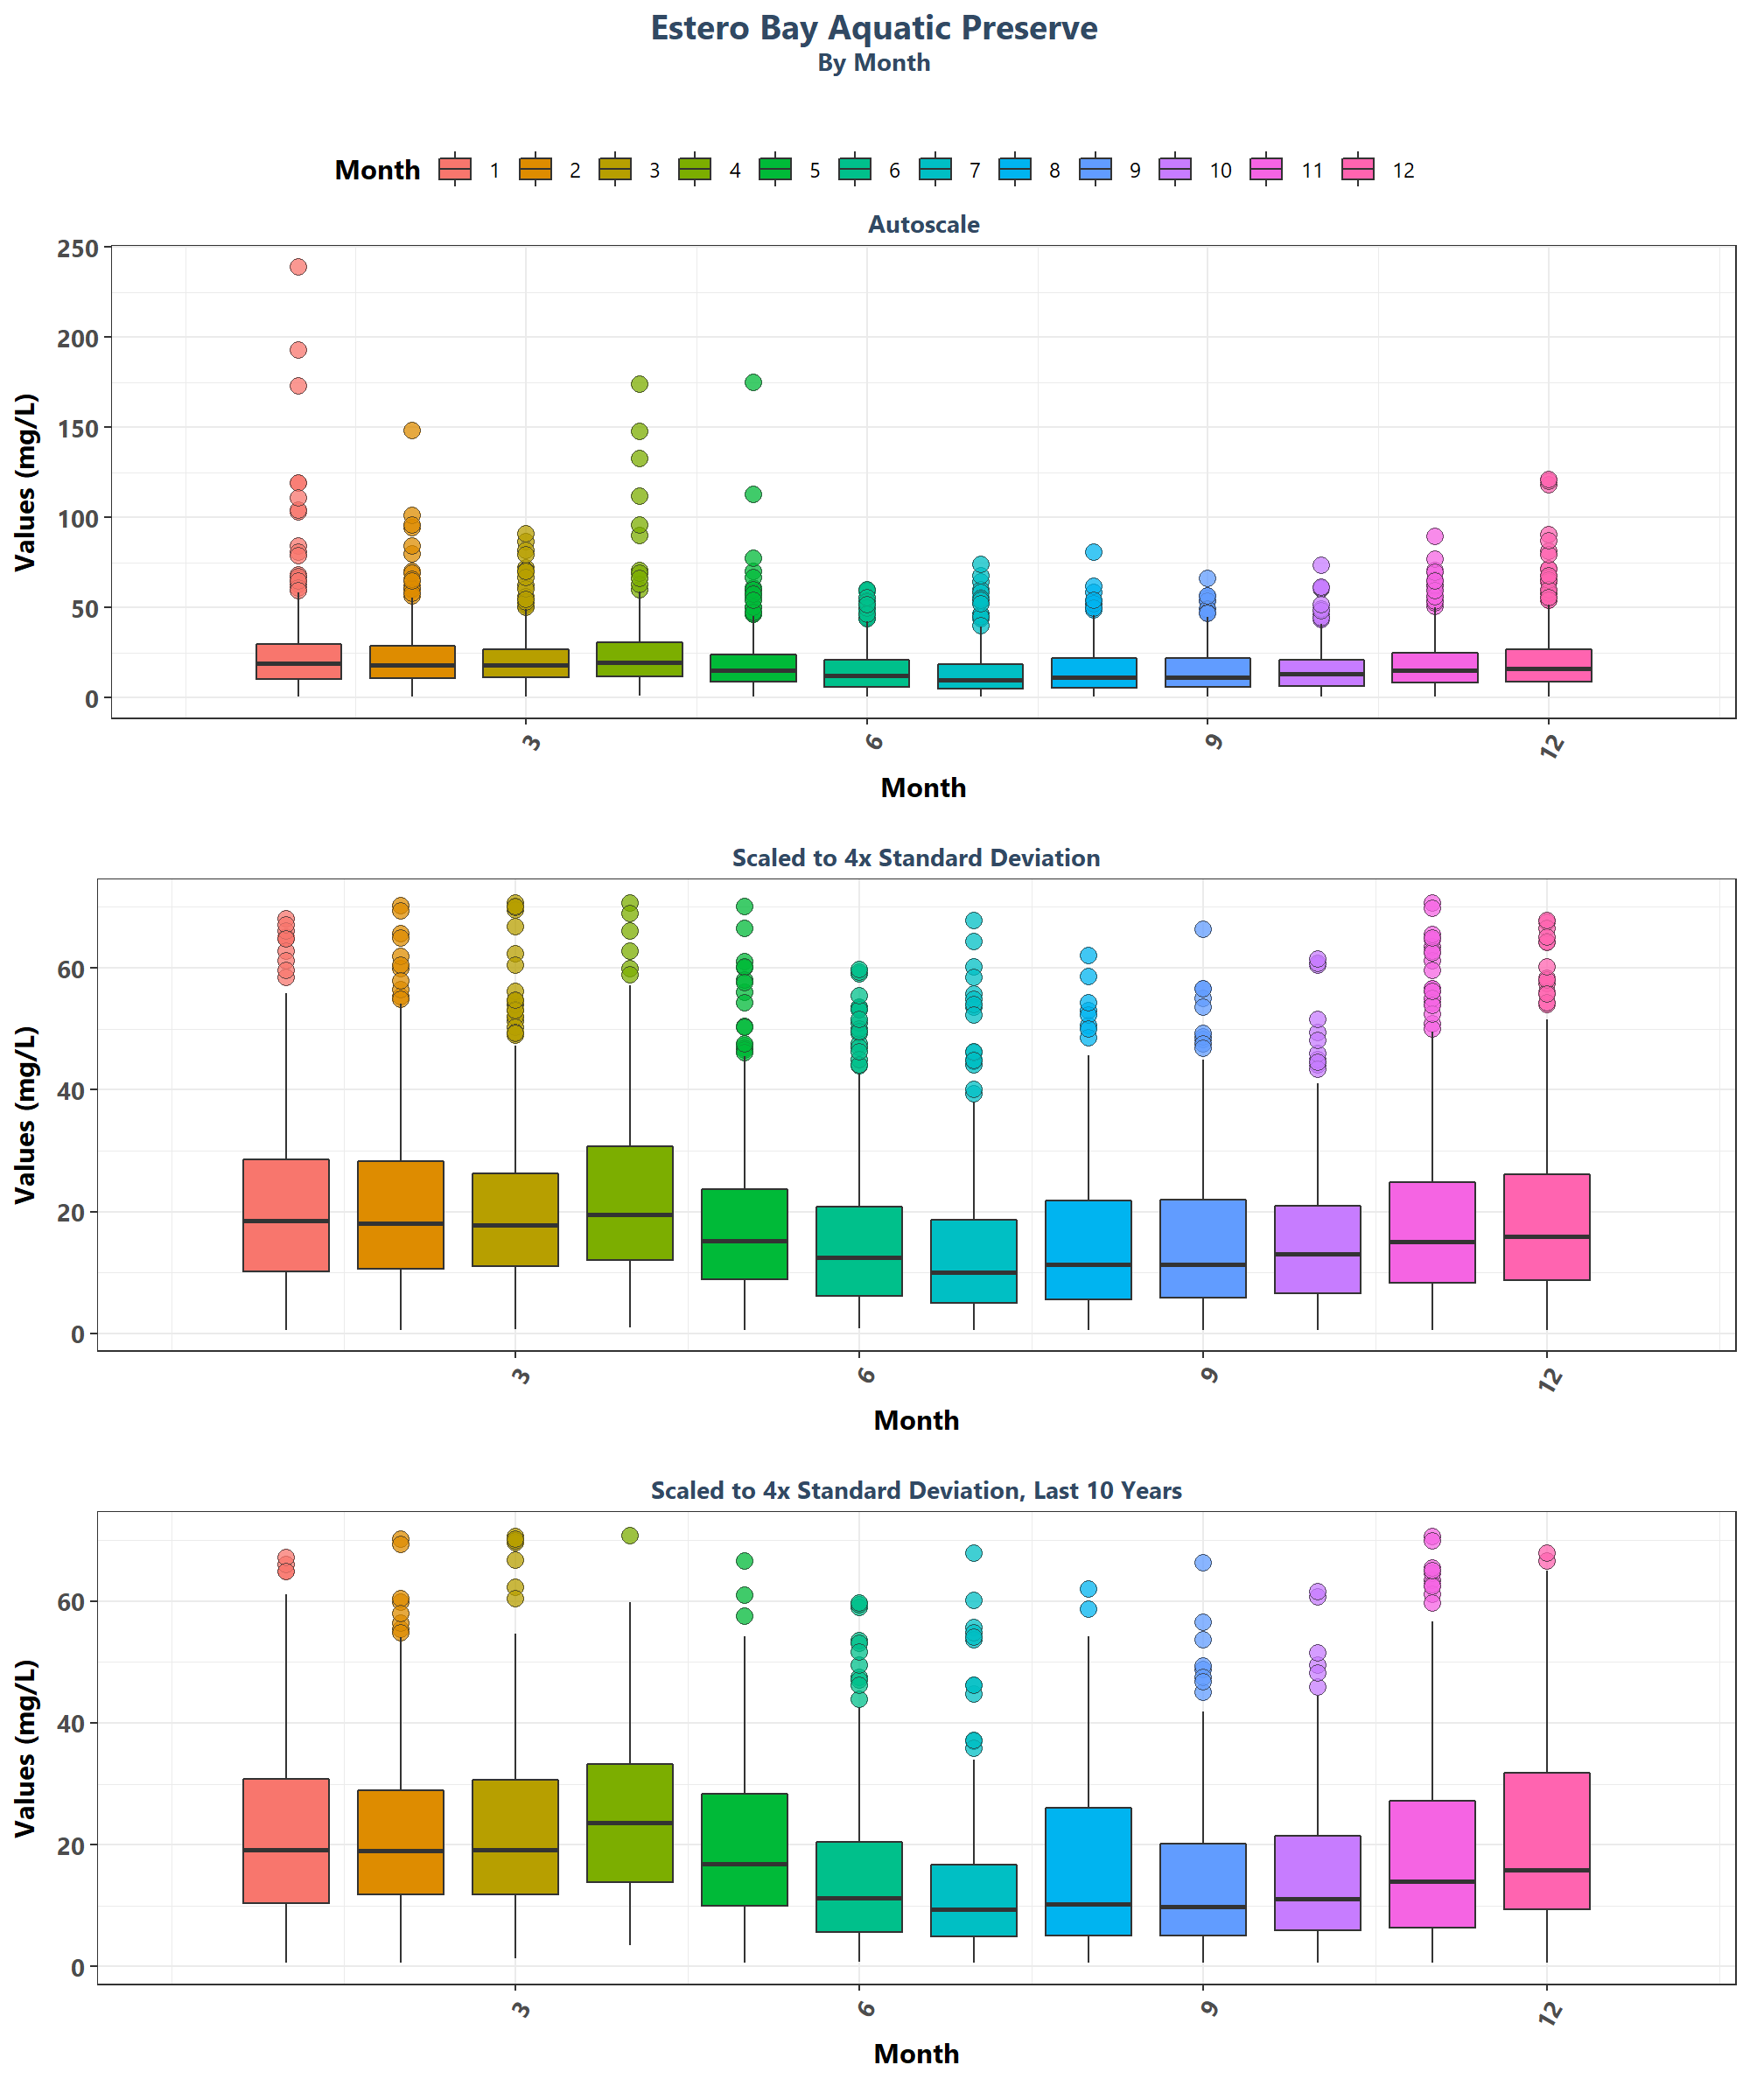 Estero Bay Aquatic Preserve
By Month
Month 1 2 3 4 5 6 7 8 9 10 11 12
Autoscale
Values (mg/L)
250
200
150
100
50
0
3 6 9 12
Month
Scaled to 4x Standard Deviation
Values (mg/L)
60
40
20
0
3 6 9 12
Month
Scaled to 4x Standard Deviation, Last 10 Years
Values (mg/L)
60
40
20
0
3 6 9 12
Month